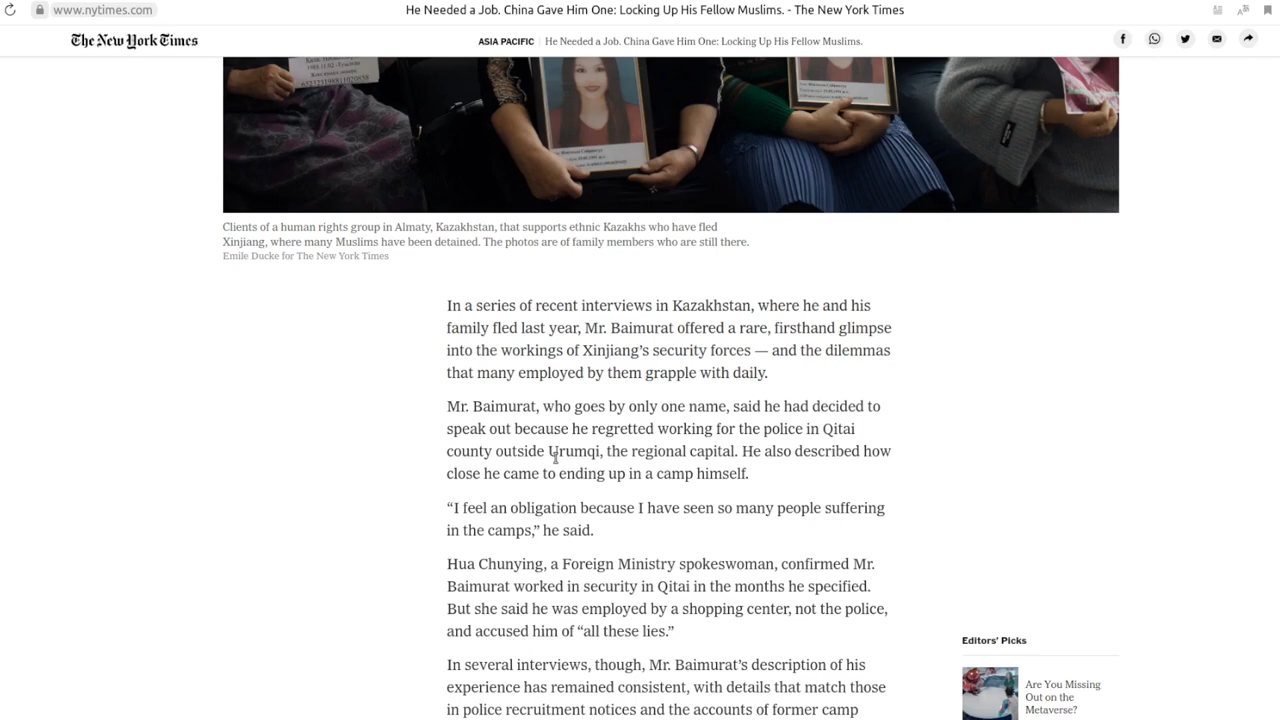 www.nytimes.com
He Needed a Job. China Gave Him One: Locking Up His Fellow Muslims. - The New York Times
The New York Times
ASIA PACIFIC | He Needed a Job. China Gave Him One: Locking Up His Fellow Muslims.
Clients of a human rights group in Almaty, Kazakhstan, that supports ethnic Kazakhs who have fled
Xinjiang, where many Muslims have been detained. The photos are of family members who are still there.
Emile Ducke for The New York Times
In a series of recent interviews in Kazakhstan, where he and his
family fled last year, Mr. Baimurat offered a rare, firsthand glimpse
into the workings of Xinjiang’s security forces — and the dilemmas
that many employed by them grapple with daily.
Mr. Baimurat, who goes by only one name, said he had decided to
speak out because he regretted working for the police in Qitai
county outside Urumqi, the regional capital. He also described how
close he came to ending up in a camp himself.
“I feel an obligation because I have seen so many people suffering
in the camps,” he said.
Hua Chunying, a Foreign Ministry spokeswoman, confirmed Mr.
Baimurat worked in security in Qitai in the months he specified.
But she said he was employed by a shopping center, not the police,
and accused him of “all these lies.”
In several interviews, though, Mr. Baimurat’s description of his
experience has remained consistent, with details that match those
in police recruitment notices and the accounts of former camp
Editors’ Picks
Are You Missing
Out on the
Metaverse?